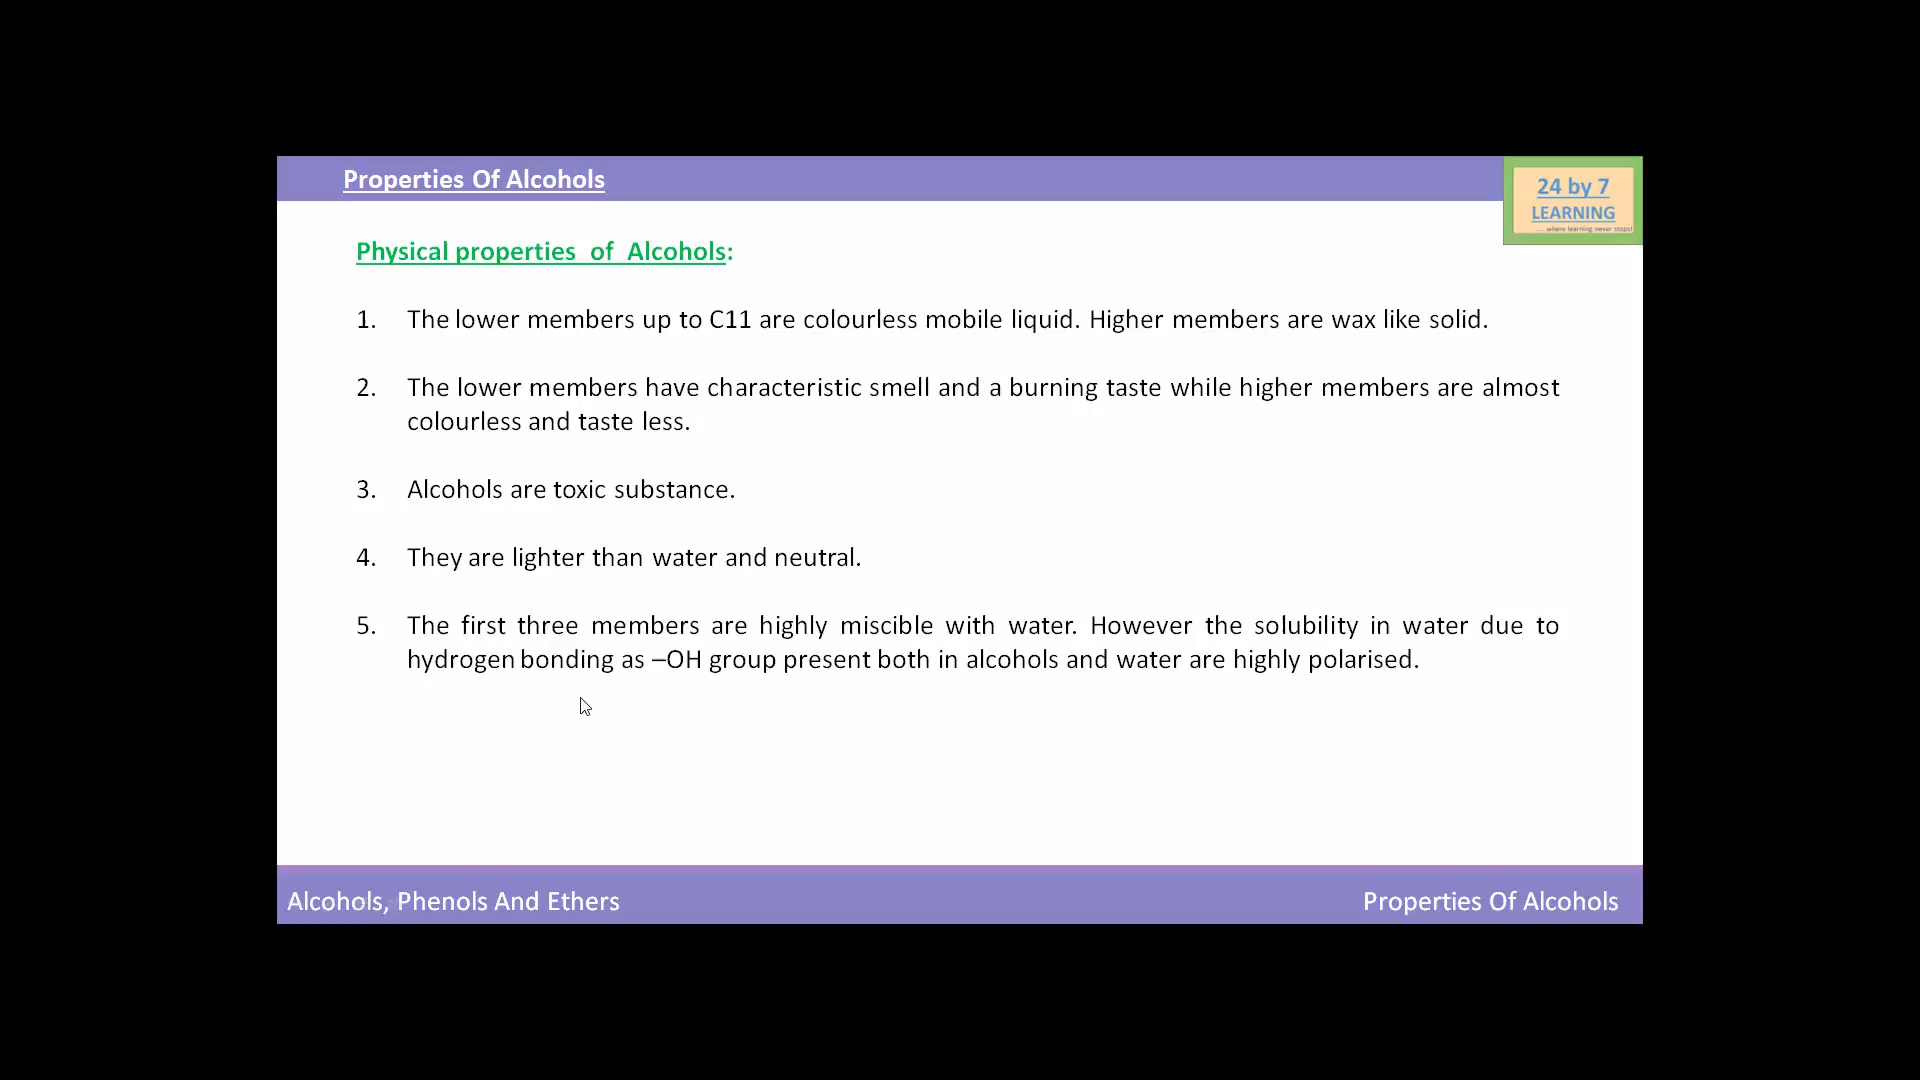 Properties Of Alcohols
24 by 7
LEARNING
.... where learning never stops!
Physical properties of Alcohols:
1. The lower members up to C11 are colourless mobile liquid. Higher members are wax like solid.
2. The lower members have characteristic smell and a burning taste while higher members are almost
colourless and taste less.
3. Alcohols are toxic substance.
4. They are lighter than water and neutral.
5. The first three members are highly miscible with water. However the solubility in water due to
hydrogen bonding as –OH group present both in alcohols and water are highly polarised.
Alcohols, Phenols And Ethers
Properties Of Alcohols